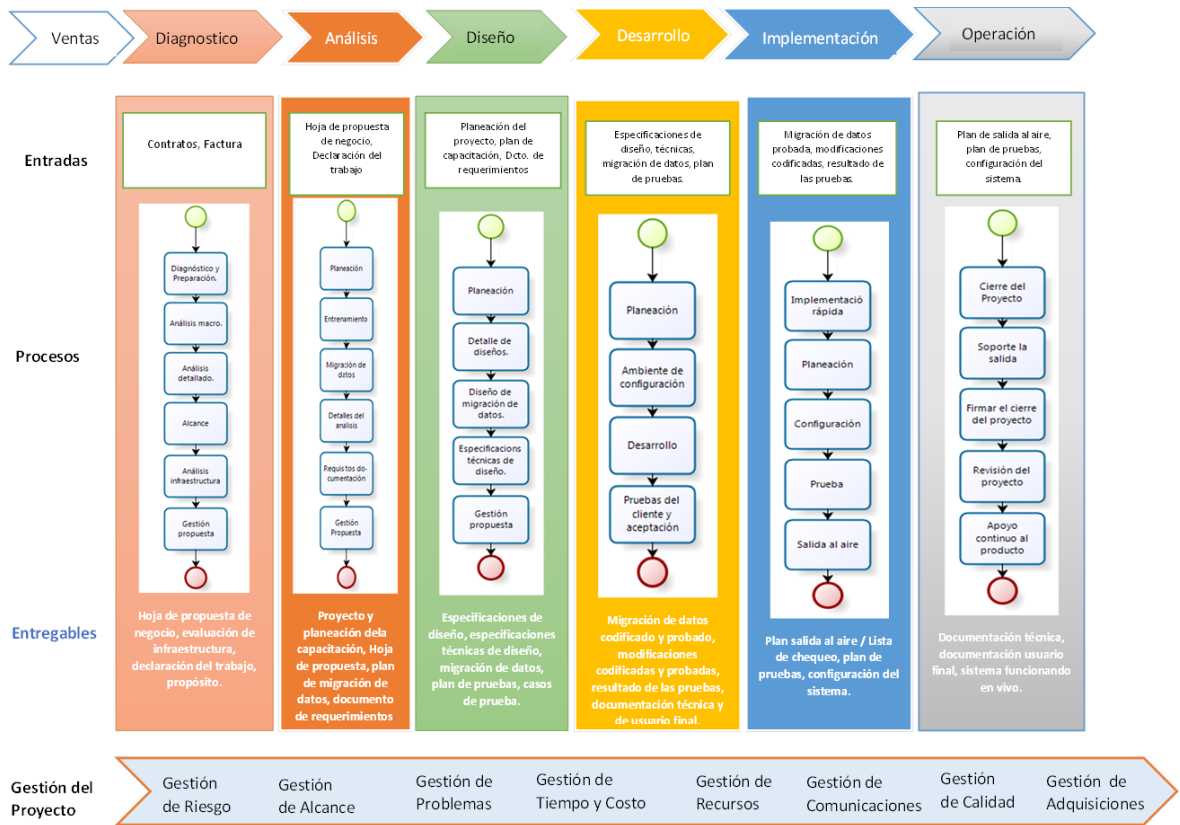 Ventas
Diagnostico
Análisis
Diseño
Desarrollo
Implementación
Operación
Entradas
Contratos, Factura
Hoja de propuesta
de negocio,
Declaración del
trabajo
Planeación del
proyecto, plan de
capacitación, Dcto. de
requerimientos
Especificaciones de
diseño, técnicas,
migración de datos, plan
de pruebas.
Migración de datos
probada, modificaciones
codificadas, resultado de
las pruebas.
Plan de salida al aire,
plan de pruebas,
configuración del
sistema.
Procesos
Diagnóstico y
Preparación.
Análisis macro.
Análisis
detallado.
Alcance
Análisis
infraestructura
Gestión
propuesta
Planeación
Entrenamiento
Migración de
datos
Detalles del
análisis
Requistos do-
cumentación
Gestión
Propuesta
Planeación
Detalle de
diseños.
Diseño de
migración de
datos.
Especificacions
técnicas de
diseño.
Gestión
propuesta
Planeación
Ambiente de
configuración
Desarrollo
Pruebas del
cliente y
aceptación
Implementació
rápida
Planeación
Configuración
Prueba
Salida al aire
Cierre del
Proyecto
Soporte la
salida
Firmar el cierre
del proyecto
Revisión del
proyecto
Apoyo
continuo al
producto
Entregables
Hoja de propuesta de
negocio, evaluación de
infraestructura,
declaración del trabajo,
propósito.
Proyecto y
planeación dela
capacitación, Hoja
de propuesta, plan
de migración de
datos, documento
de requerimientos
Especificaciones de
diseño, especificaciones
técnicas de diseño,
migración de datos,
plan de pruebas, casos
de prueba.
Migración de datos
codificado y probado,
modificaciones
codificadas y probadas,
resultado de las pruebas,
documentación técnica y
de usuario final.
Plan salida al aire / Lista
de chequeo, plan de
pruebas, configuración del
sistema.
Documentación técnica,
documentación usuario
final, sistema funcionando
en vivo.
Gestión del
Proyecto
Gestión
de Riesgo
Gestión
de Alcance
Gestión de
Problemas
Gestión de
Tiempo y Costo
Gestión de
Recursos
Gestión de
Comunicaciones
Gestión
de Calidad
Gestión de
Adquisiciones